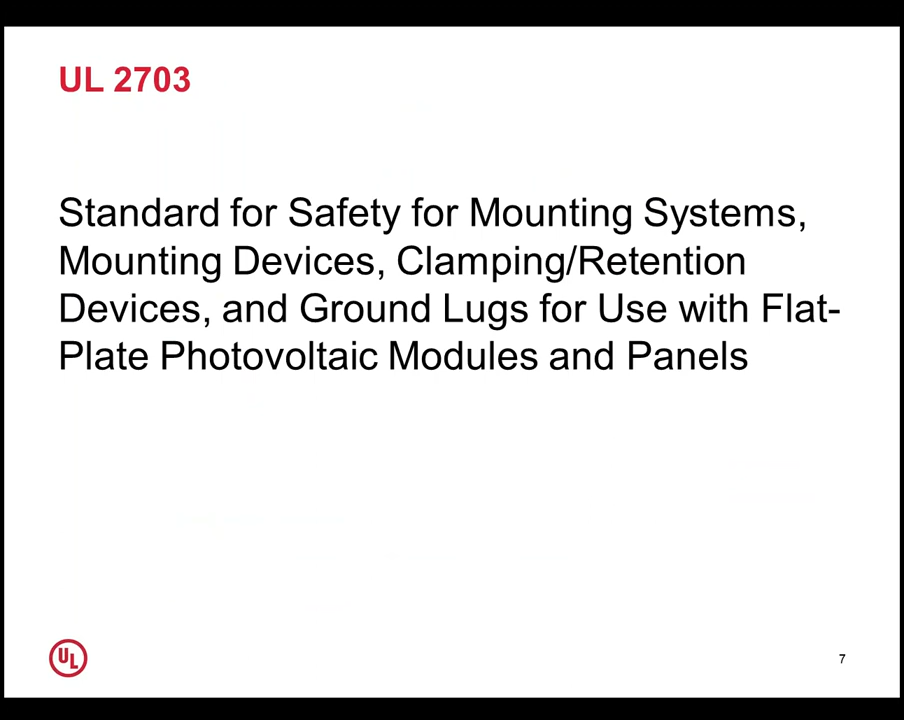 UL 2703
Standard for Safety for Mounting Systems,
Mounting Devices, Clamping/Retention
Devices, and Ground Lugs for Use with Flat-
Plate Photovoltaic Modules and Panels
UL
7